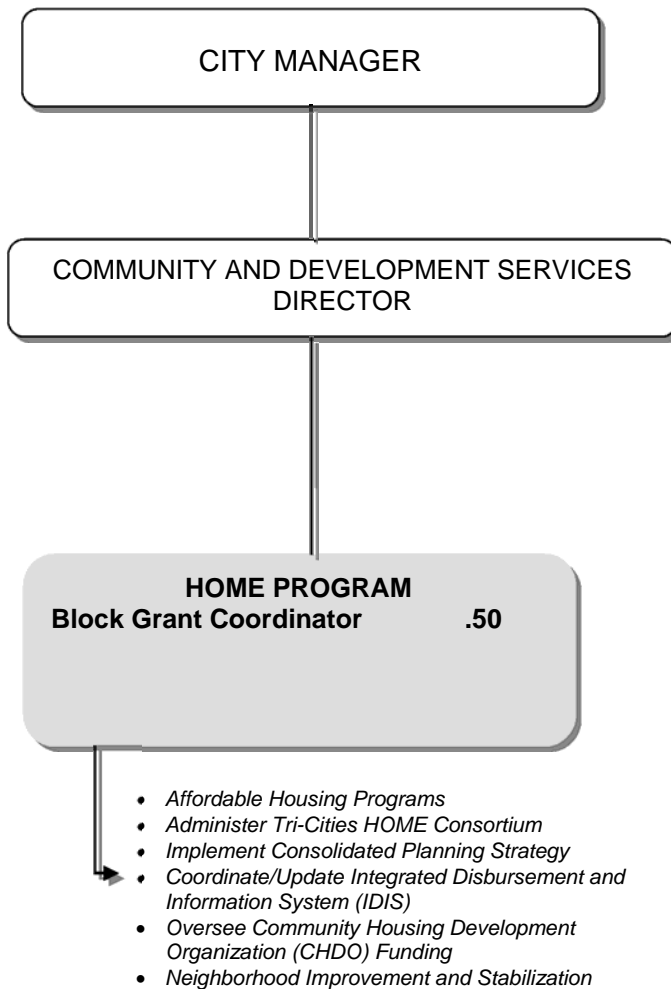 CITY MANAGER
COMMUNITY AND DEVELOPMENT SERVICES
DIRECTOR
HOME PROGRAM
Block Grant Coordinator .50
• Affordable Housing Programs
• Administer Tri-Cities HOME Consortium
• Implement Consolidated Planning Strategy
• Coordinate/Update Integrated Disbursement and
Information System (IDIS)
• Oversee Community Housing Development
Organization (CHDO) Funding
• Neighborhood Improvement and Stabilization